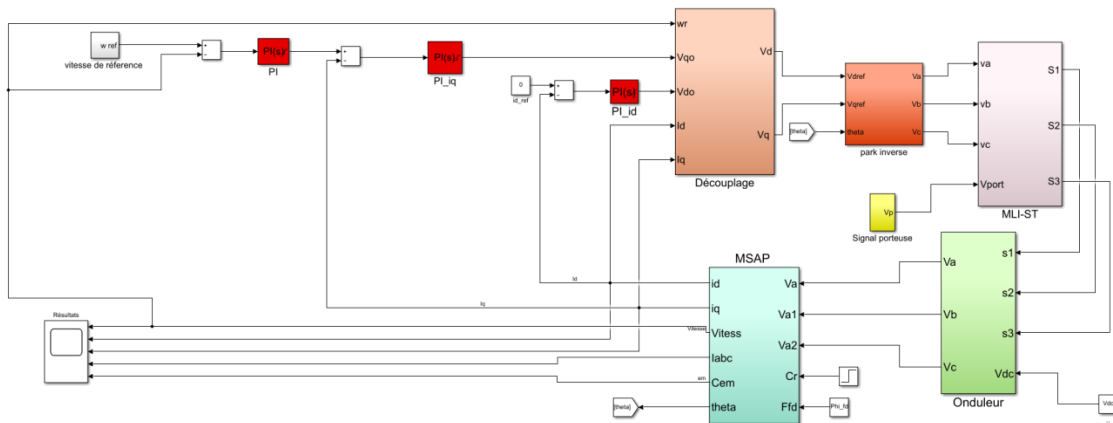 w ref
vitesse de réference
+
−
PI(s)
PI
+
−
PI(s)
PI_iq
0
id_ref
+
−
PI(s)
PI_id
wr
Vqo
Vdo
Id
Iq
Vd
Vq
Découplage
Vdref
Vqref
theta
Va
Vb
Vc
park inverse
[theta]
va
vb
vc
Vport
S1
S2
S3
MLI-ST
Vp
Signal porteuse
MSAP
id
iq
Vitess
Iabc
Cem
theta
Va
Va1
Va2
Cr
Ffd
Id
Iq
Vitesse
em
[theta]
Phi_fd
Résultats
Va
Vb
Vc
s1
s2
s3
Vdc
Onduleur
Vdc